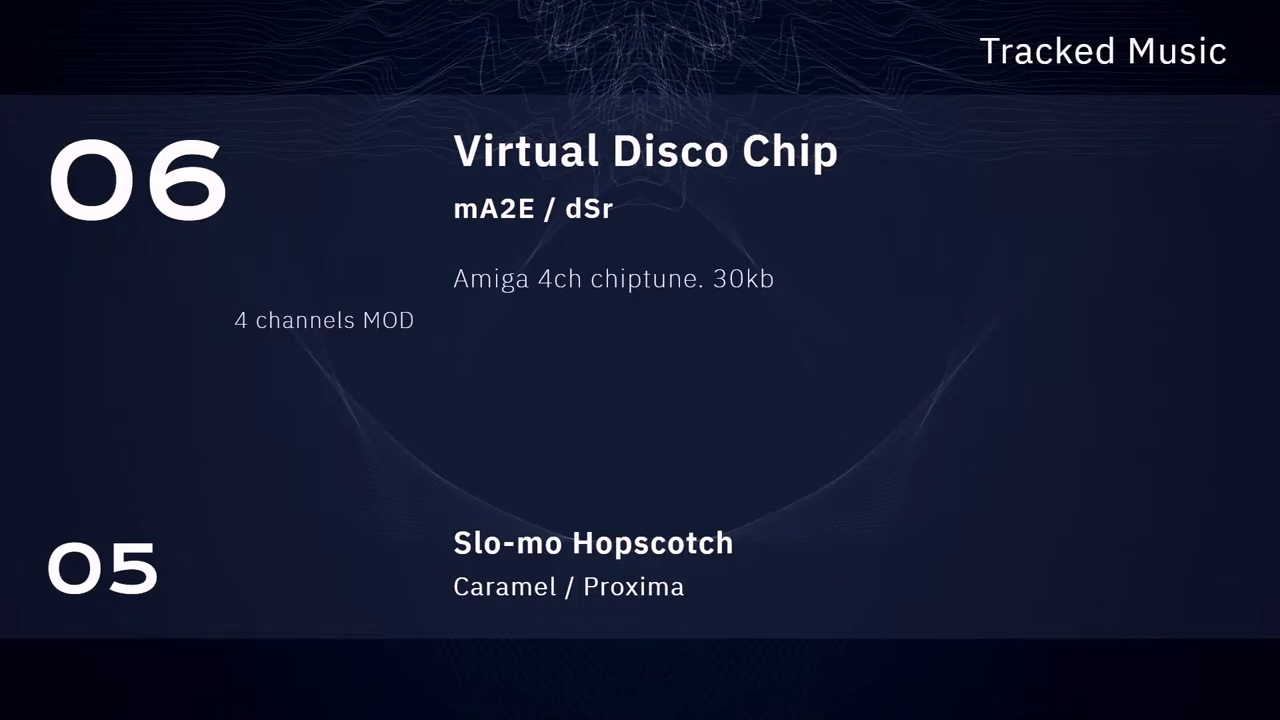 Tracked Music
06
Virtual Disco Chip
mA2E / dSr
Amiga 4ch chiptune. 30kb
4 channels MOD
05
Slo-mo Hopscotch
Caramel / Proxima